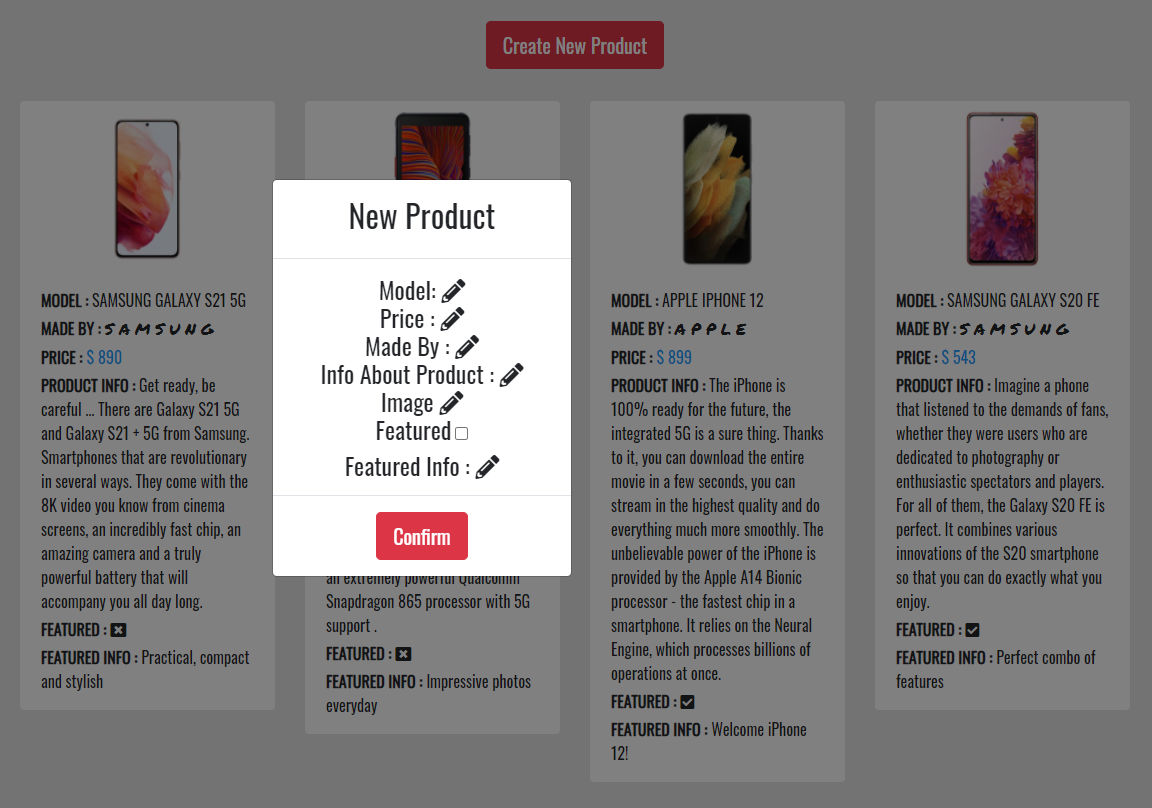 Create New Product
MODEL : SAMSUNG GALAXY S21 5G
MADE BY : SAMSUNG
PRICE : $ 890
PRODUCT INFO : Get ready, be
careful ... There are Galaxy S21 5G
and Galaxy S21 + 5G from Samsung.
Smartphones that are revolutionary
in several ways. They come with the
8K video you know from cinema
screens, an incredibly fast chip, an
amazing camera and a truly
powerful battery that will
accompany you all day long.
FEATURED :
FEATURED INFO : Practical, compact
and stylish
New Product
Model:
Price :
Made By :
Info About Product :
Image
Featured
Featured Info :
Confirm
an extremely powerful Qualcomm
Snapdragon 865 processor with 5G
support .
FEATURED :
FEATURED INFO : Impressive photos
everyday
MODEL : APPLE IPHONE 12
MADE BY : APPLE
PRICE : $ 899
PRODUCT INFO : The iPhone is
100% ready for the future, the
integrated 5G is a sure thing. Thanks
to it, you can download the entire
movie in a few seconds, you can
stream in the highest quality and do
everything much more smoothly. The
unbelievable power of the iPhone is
provided by the Apple A14 Bionic
processor - the fastest chip in a
smartphone. It relies on the Neural
Engine, which processes billions of
operations at once.
FEATURED :
FEATURED INFO : Welcome iPhone
12!
MODEL : SAMSUNG GALAXY S20 FE
MADE BY : SAMSUNG
PRICE : $ 543
PRODUCT INFO : Imagine a phone
that listened to the demands of fans,
whether they were users who are
dedicated to photography or
enthusiastic spectators and players.
For all of them, the Galaxy S20 FE is
perfect. It combines various
innovations of the S20 smartphone
so that you can do exactly what you
enjoy.
FEATURED :
FEATURED INFO : Perfect combo of
features